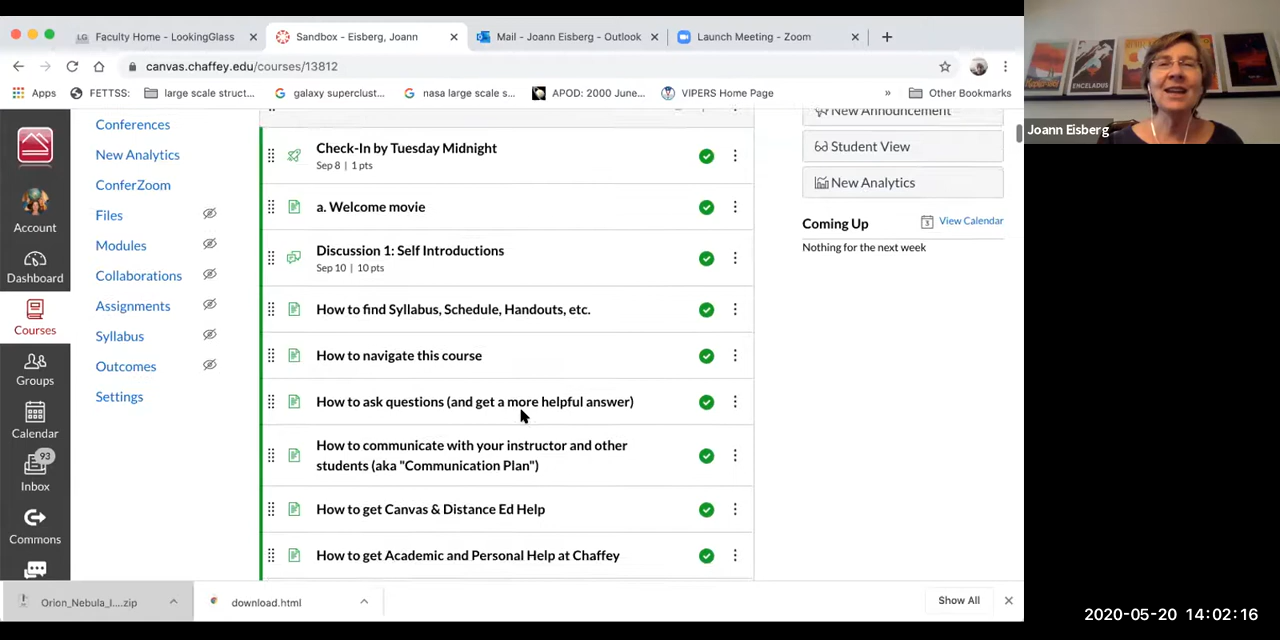 LG Faculty Home - LookingGlass
Sandbox - Eisberg, Joann
Mail - Joann Eisberg - Outlook
Launch Meeting - Zoom
canvas.chaffey.edu/courses/13812
Apps
FETTSS:
large scale struct...
galaxy superclust...
nasa large scale s...
APOD: 2000 June...
VIPERS Home Page
»
Other Bookmarks
Account
Dashboard
Courses
Groups
Calendar
93
Inbox
Commons
Conferences
New Analytics
ConferZoom
Files
Modules
Collaborations
Assignments
Syllabus
Outcomes
Settings
Check-In by Tuesday Midnight
Sep 8 | 1 pts
a. Welcome movie
Discussion 1: Self Introductions
Sep 10 | 10 pts
How to find Syllabus, Schedule, Handouts, etc.
How to navigate this course
How to ask questions (and get a more helpful answer)
How to communicate with your instructor and other
students (aka "Communication Plan")
How to get Canvas & Distance Ed Help
How to get Academic and Personal Help at Chaffey
New Announcement
Student View
New Analytics
Coming Up
View Calendar
Nothing for the next week
Orion_Nebula_I....zip
download.html
Show All
ENCELADUS
Joann Eisberg
2020-05-20 14:02:16